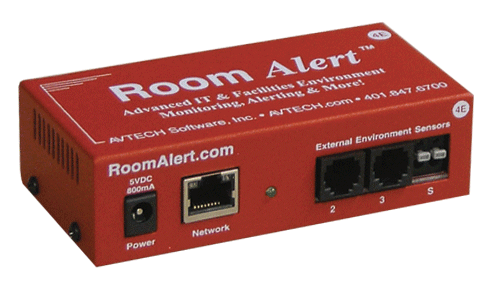 4E
Room Alert™
Advanced IT & Facilities Environment
Monitoring, Alerting & More!
AVTECH Software, Inc. • AVTECH.com • 401.847.6700
4E
RoomAlert.com
External Environment Sensors
5VDC
800mA
Power
Network
2
3
S